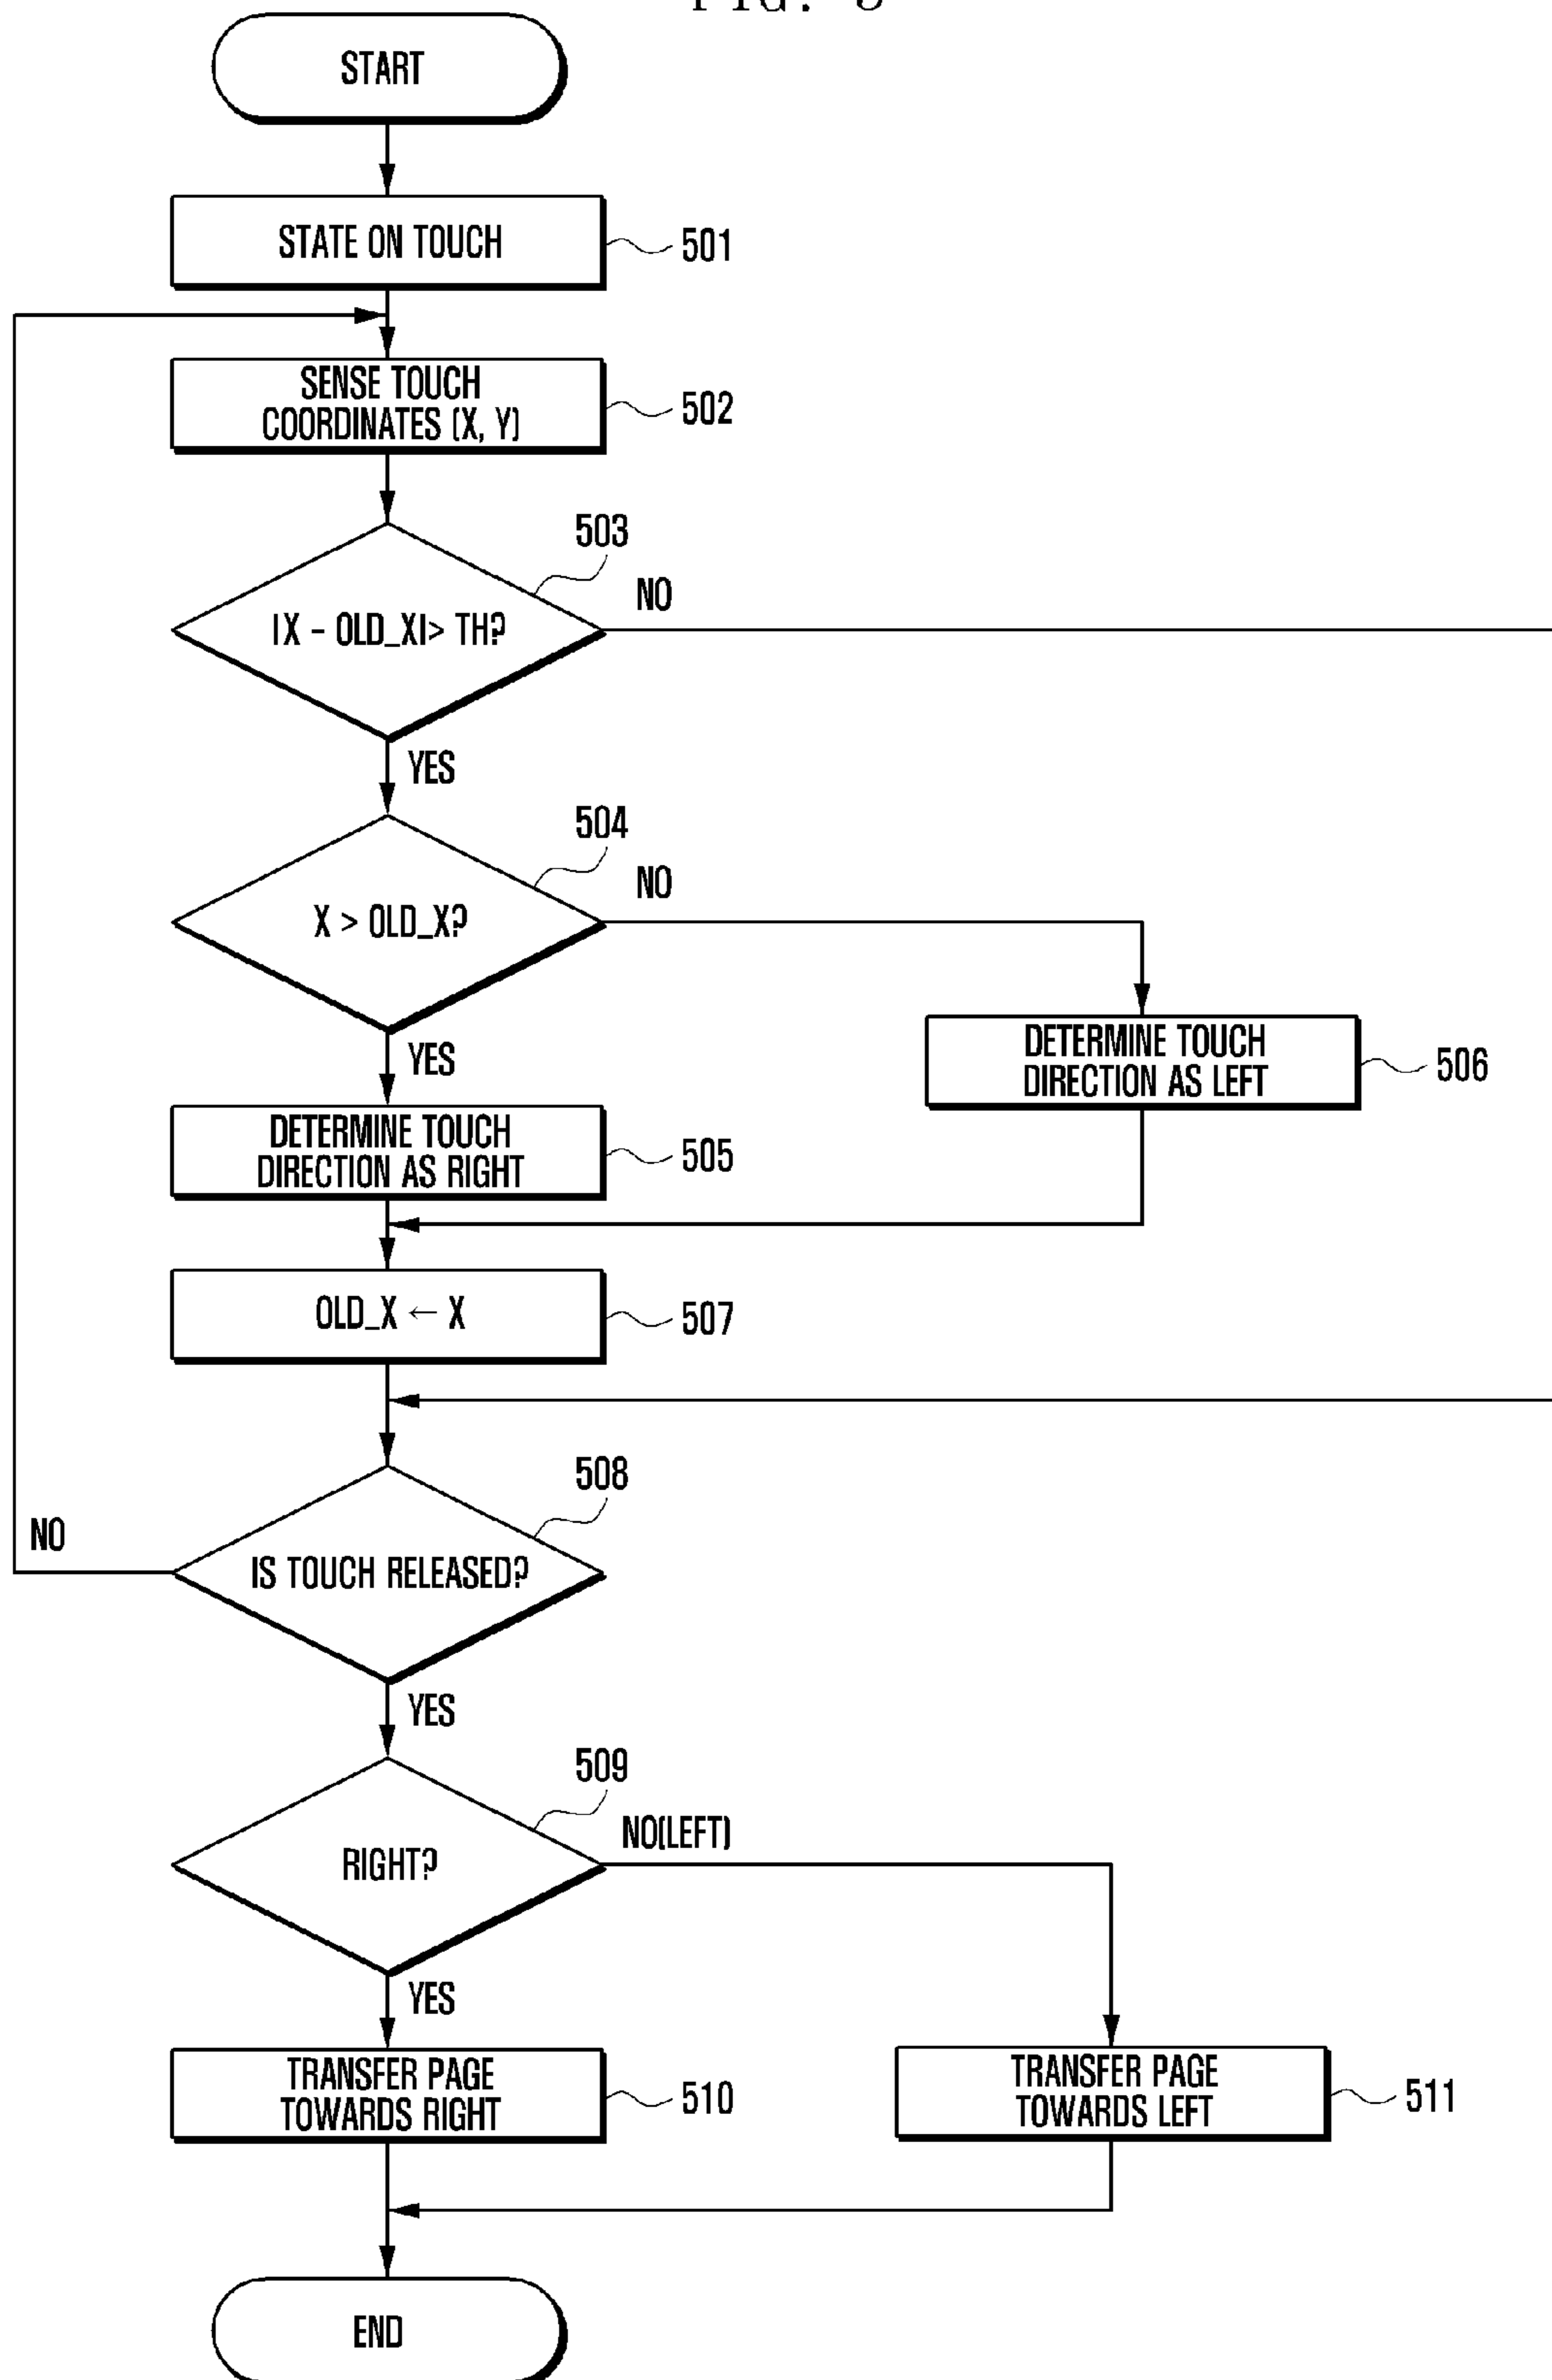 START
STATE ON TOUCH
501
SENSE TOUCH
COORDINATES (X, Y)
502
503
|X - OLD_X|> TH?
NO
YES
504
X > OLD_X?
NO
YES
DETERMINE TOUCH
DIRECTION AS LEFT
506
DETERMINE TOUCH
DIRECTION AS RIGHT
505
OLD_X ← X
507
508
IS TOUCH RELEASED?
NO
YES
509
RIGHT?
NO(LEFT)
YES
TRANSFER PAGE
TOWARDS RIGHT
510
TRANSFER PAGE
TOWARDS LEFT
511
END